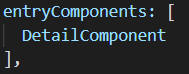 entryComponents: [
DetailComponent
],